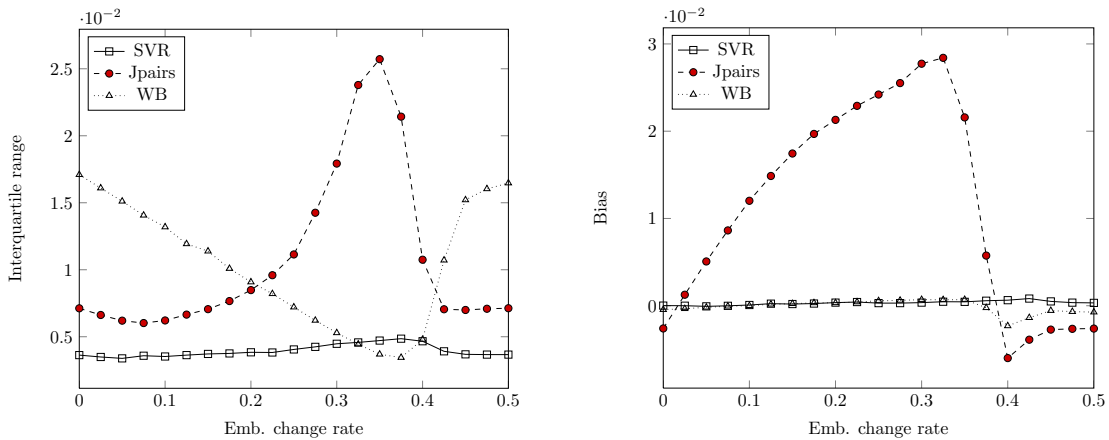 ·10⁻²
SVR
Jpairs
WB
2.5
2
1.5
1
0.5
0 0.1 0.2 0.3 0.4 0.5
Emb. change rate
Interquartile range
·10⁻²
SVR
Jpairs
WB
3
2
1
0
0 0.1 0.2 0.3 0.4 0.5
Emb. change rate
Bias